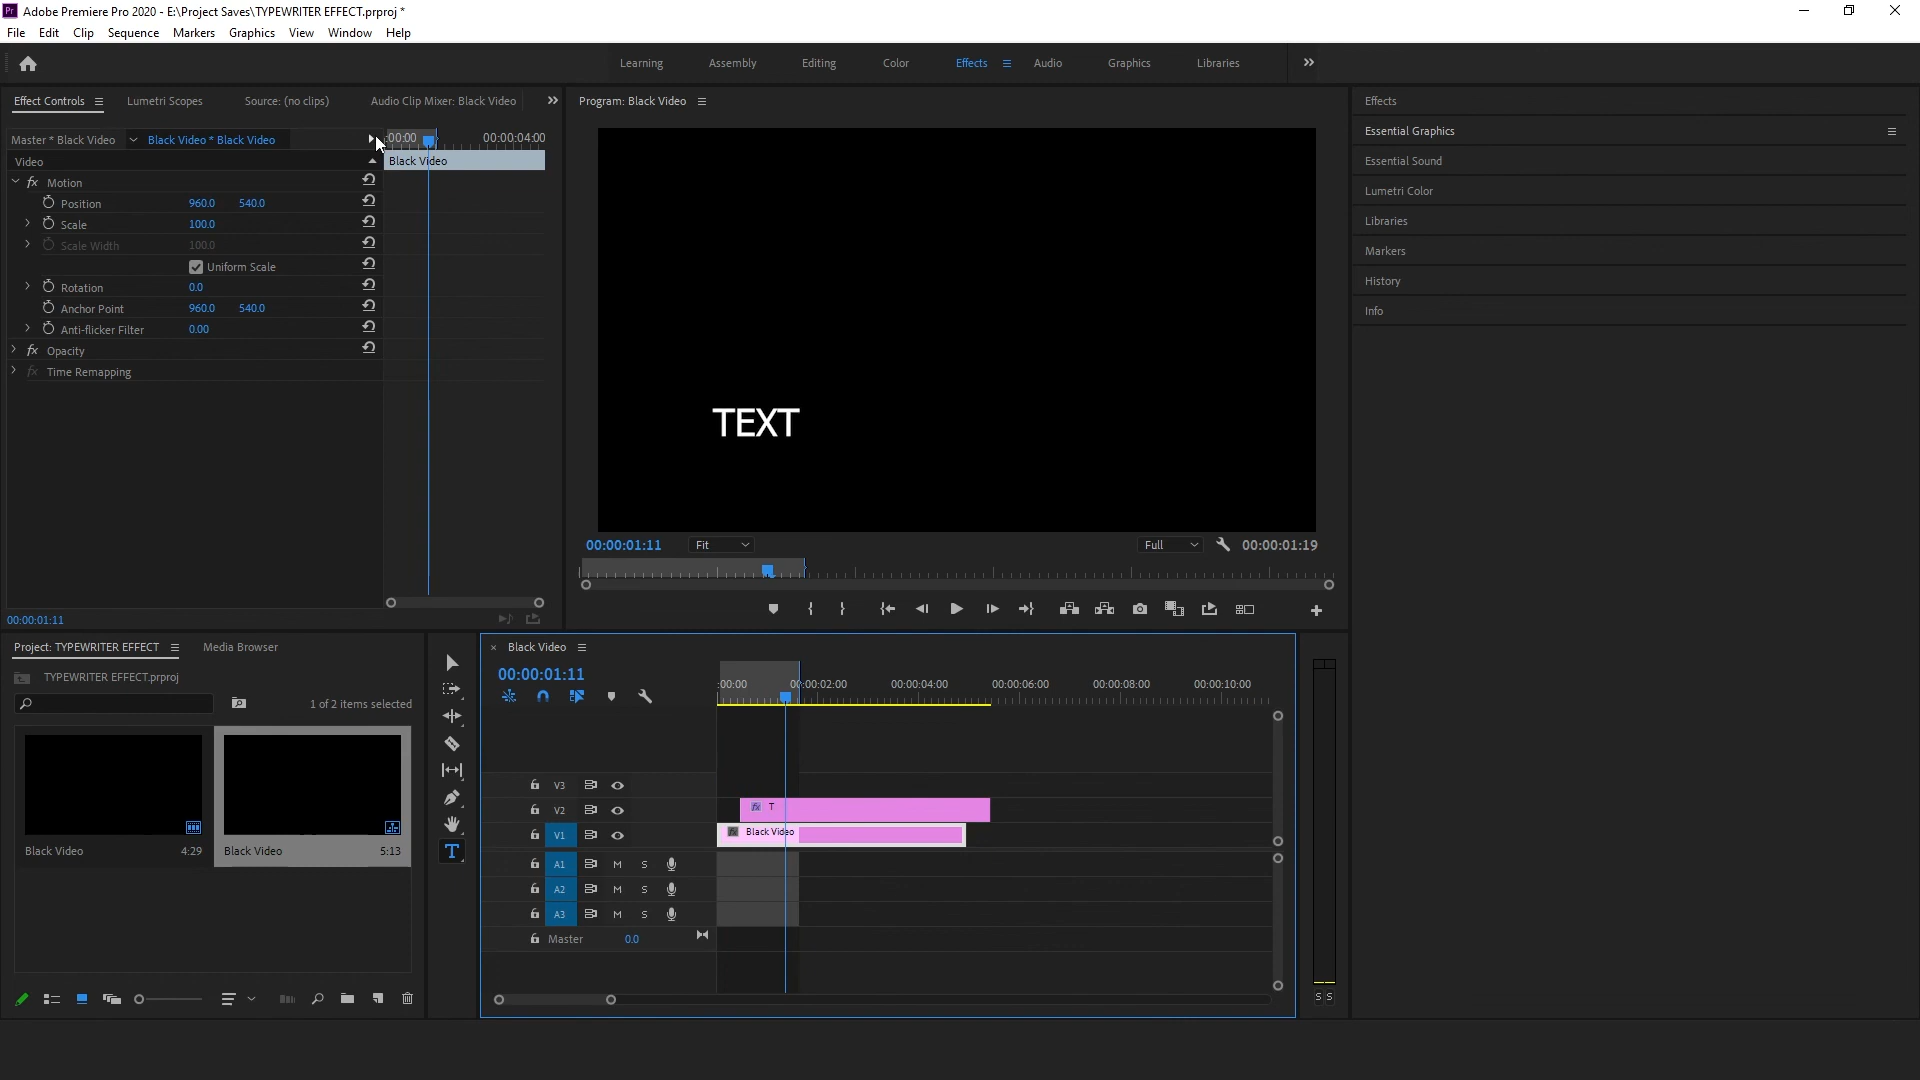 Pr Adobe Premiere Pro 2020 - E:\Project Saves\TYPEWRITER EFFECT.prproj *
File Edit Clip Sequence Markers Graphics View Window Help
Learning Assembly Editing Color Effects Audio Graphics Libraries
Effect Controls Lumetri Scopes Source: (no clips) Audio Clip Mixer: Black Video
Program: Black Video
Master * Black Video Black Video * Black Video
:00:00 00:00:04:00
Video
Black Video
fx Motion
Position 960.0 540.0
Scale 100.0
Scale Width 100.0
Uniform Scale
Rotation 0.0
Anchor Point 960.0 540.0
Anti-flicker Filter 0.00
fx Opacity
fx Time Remapping
00:00:01:11
TEXT
00:00:01:11 Fit Full 00:00:01:19
Effects
Essential Graphics
Essential Sound
Lumetri Color
Libraries
Markers
History
Info
Project: TYPEWRITER EFFECT Media Browser
TYPEWRITER EFFECT.prproj
1 of 2 items selected
Black Video 4:29
Black Video 5:13
T
× Black Video
00:00:01:11
:00:00 00:00:02:00 00:00:04:00 00:00:06:00 00:00:08:00 00:00:10:00
V3
V2 fx T
V1 fx Black Video
A1 M S
A2 M S
A3 M S
Master 0.0
S S